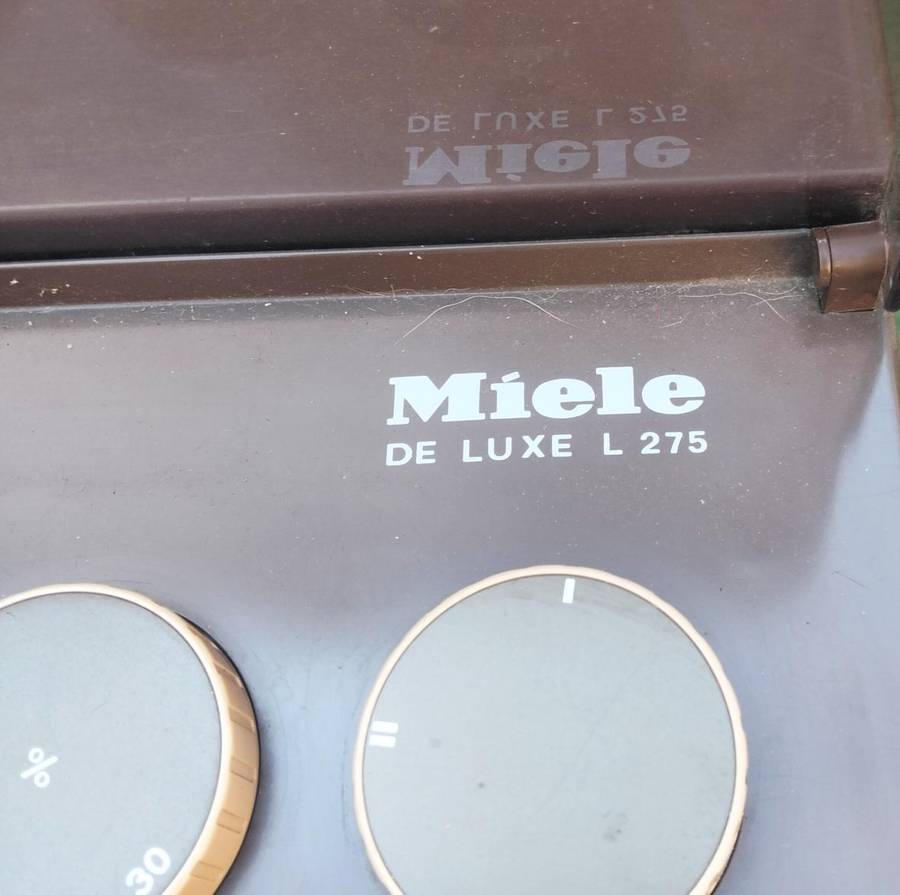 DE LUXE L 275
Miele
Miele
DE LUXE L 275
I
II
%
30